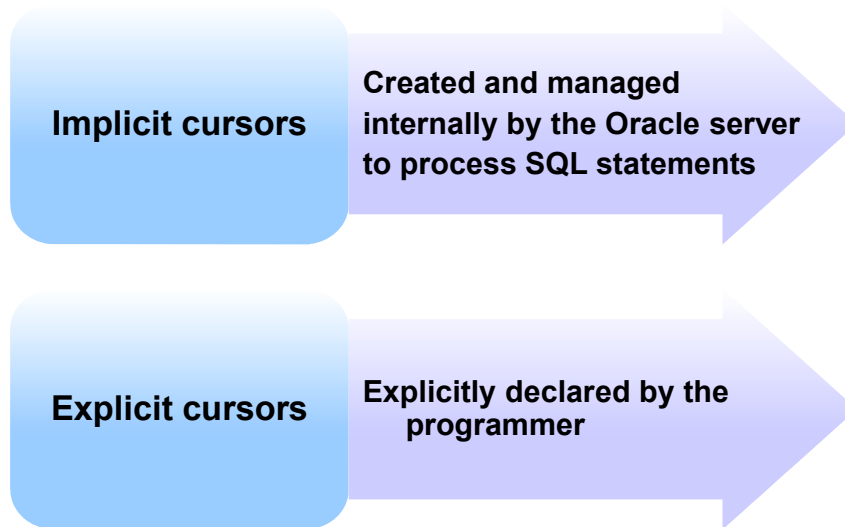 Implicit cursors
Created and managed
internally by the Oracle server
to process SQL statements
Explicit cursors
Explicitly declared by the
programmer